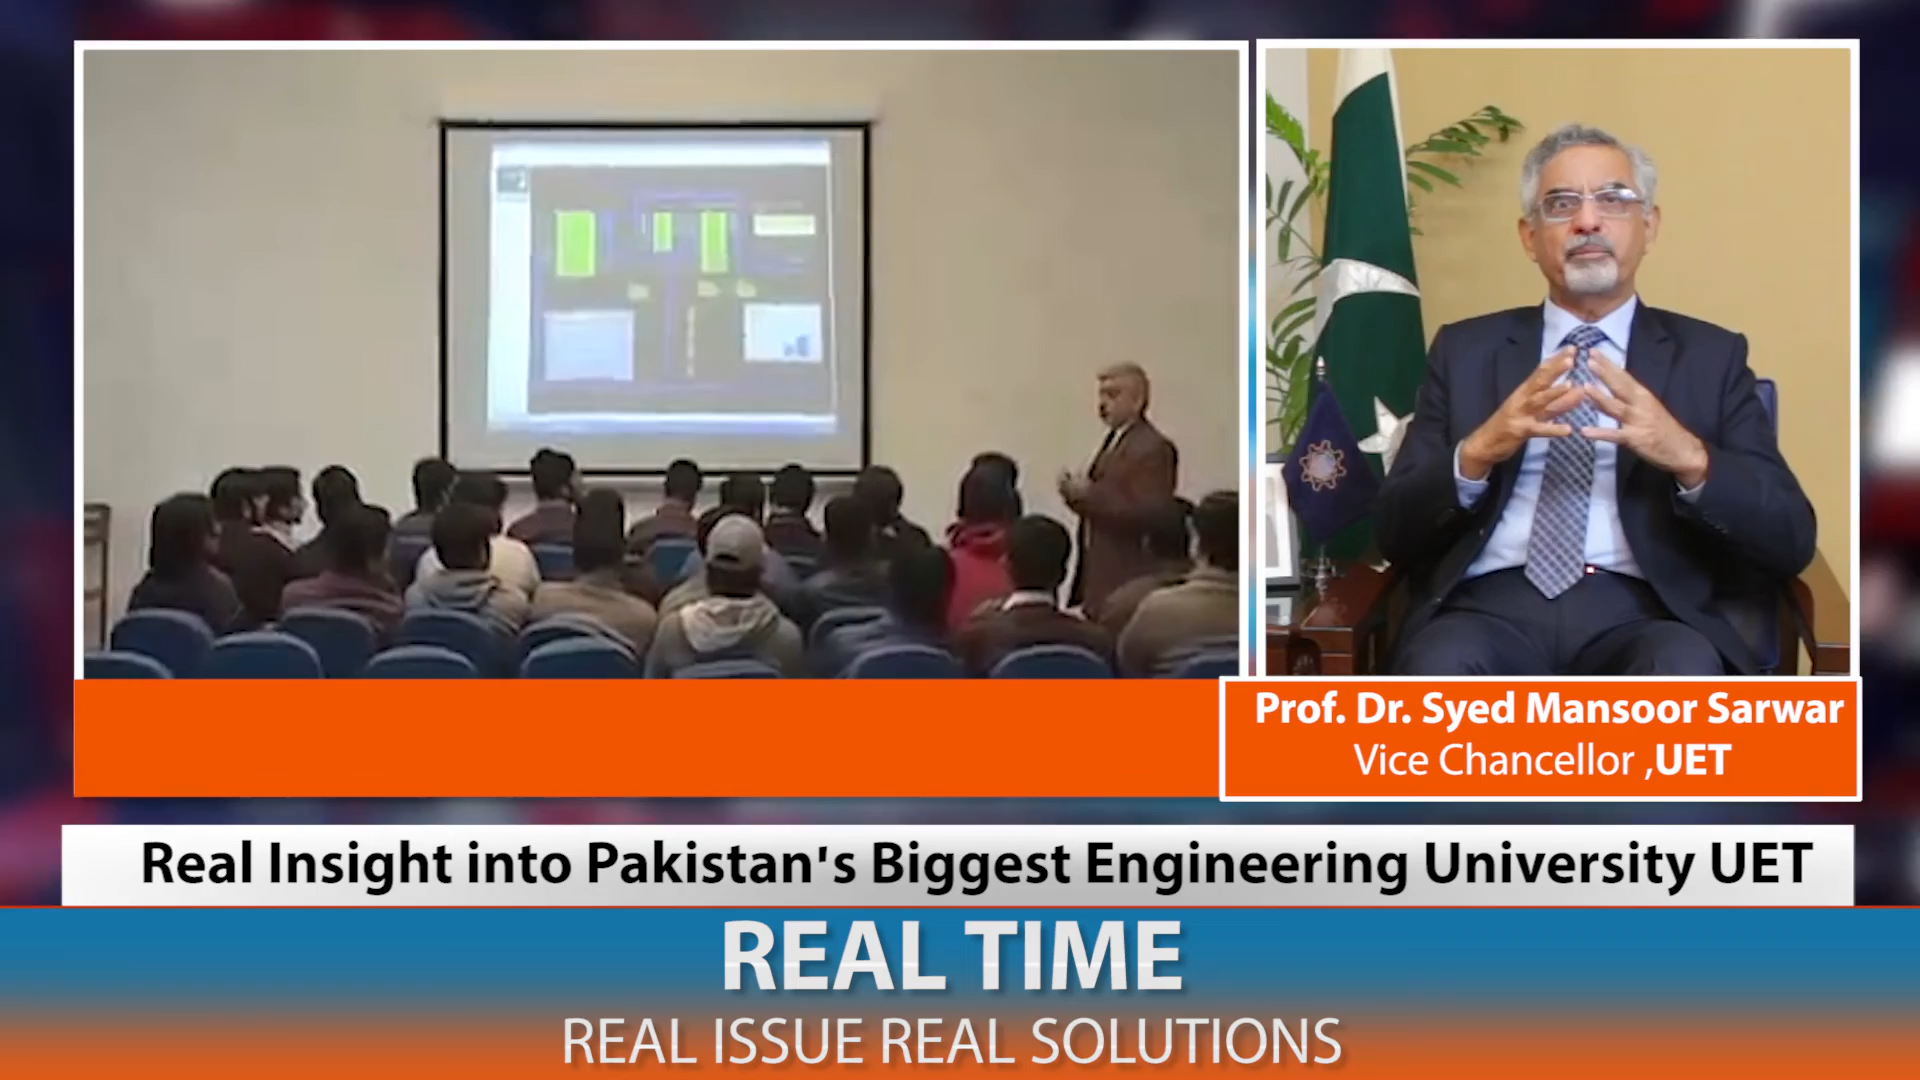 Prof. Dr. Syed Mansoor Sarwar
Vice Chancellor ,UET
Real Insight into Pakistan's Biggest Engineering University UET
REAL TIME
REAL ISSUE REAL SOLUTIONS